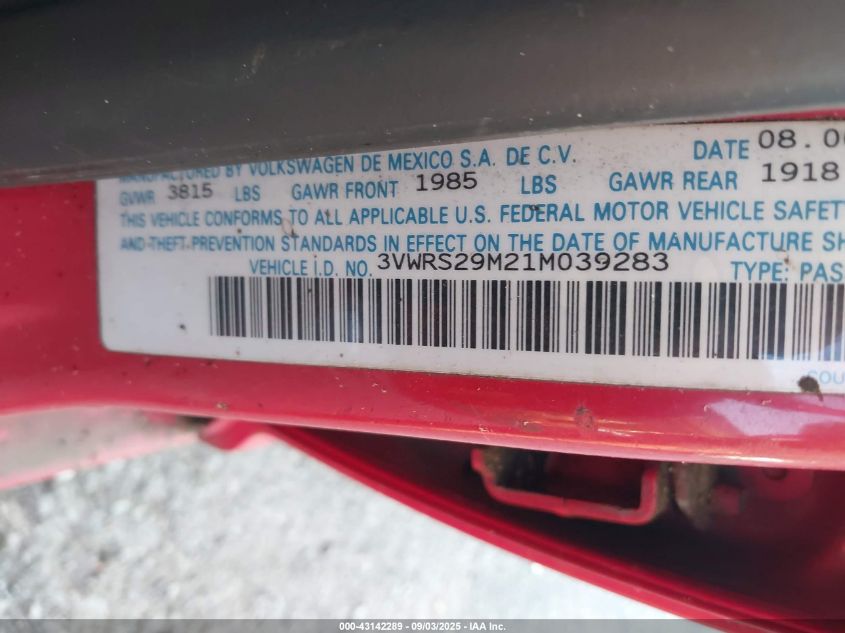 MANUFACTURED BY VOLKSWAGEN DE MEXICO S.A. DE C.V. DATE 08.00
GVWR 3815 LBS GAWR FRONT 1985 LBS GAWR REAR 1918
THIS VEHICLE CONFORMS TO ALL APPLICABLE U.S. FEDERAL MOTOR VEHICLE SAFET
AND THEFT PREVENTION STANDARDS IN EFFECT ON THE DATE OF MANUFACTURE SH
VEHICLE I.D. NO. 3VWRS29M21M039283 TYPE: PAS
COU
000-43142289 - 09/03/2025 - IAA Inc.